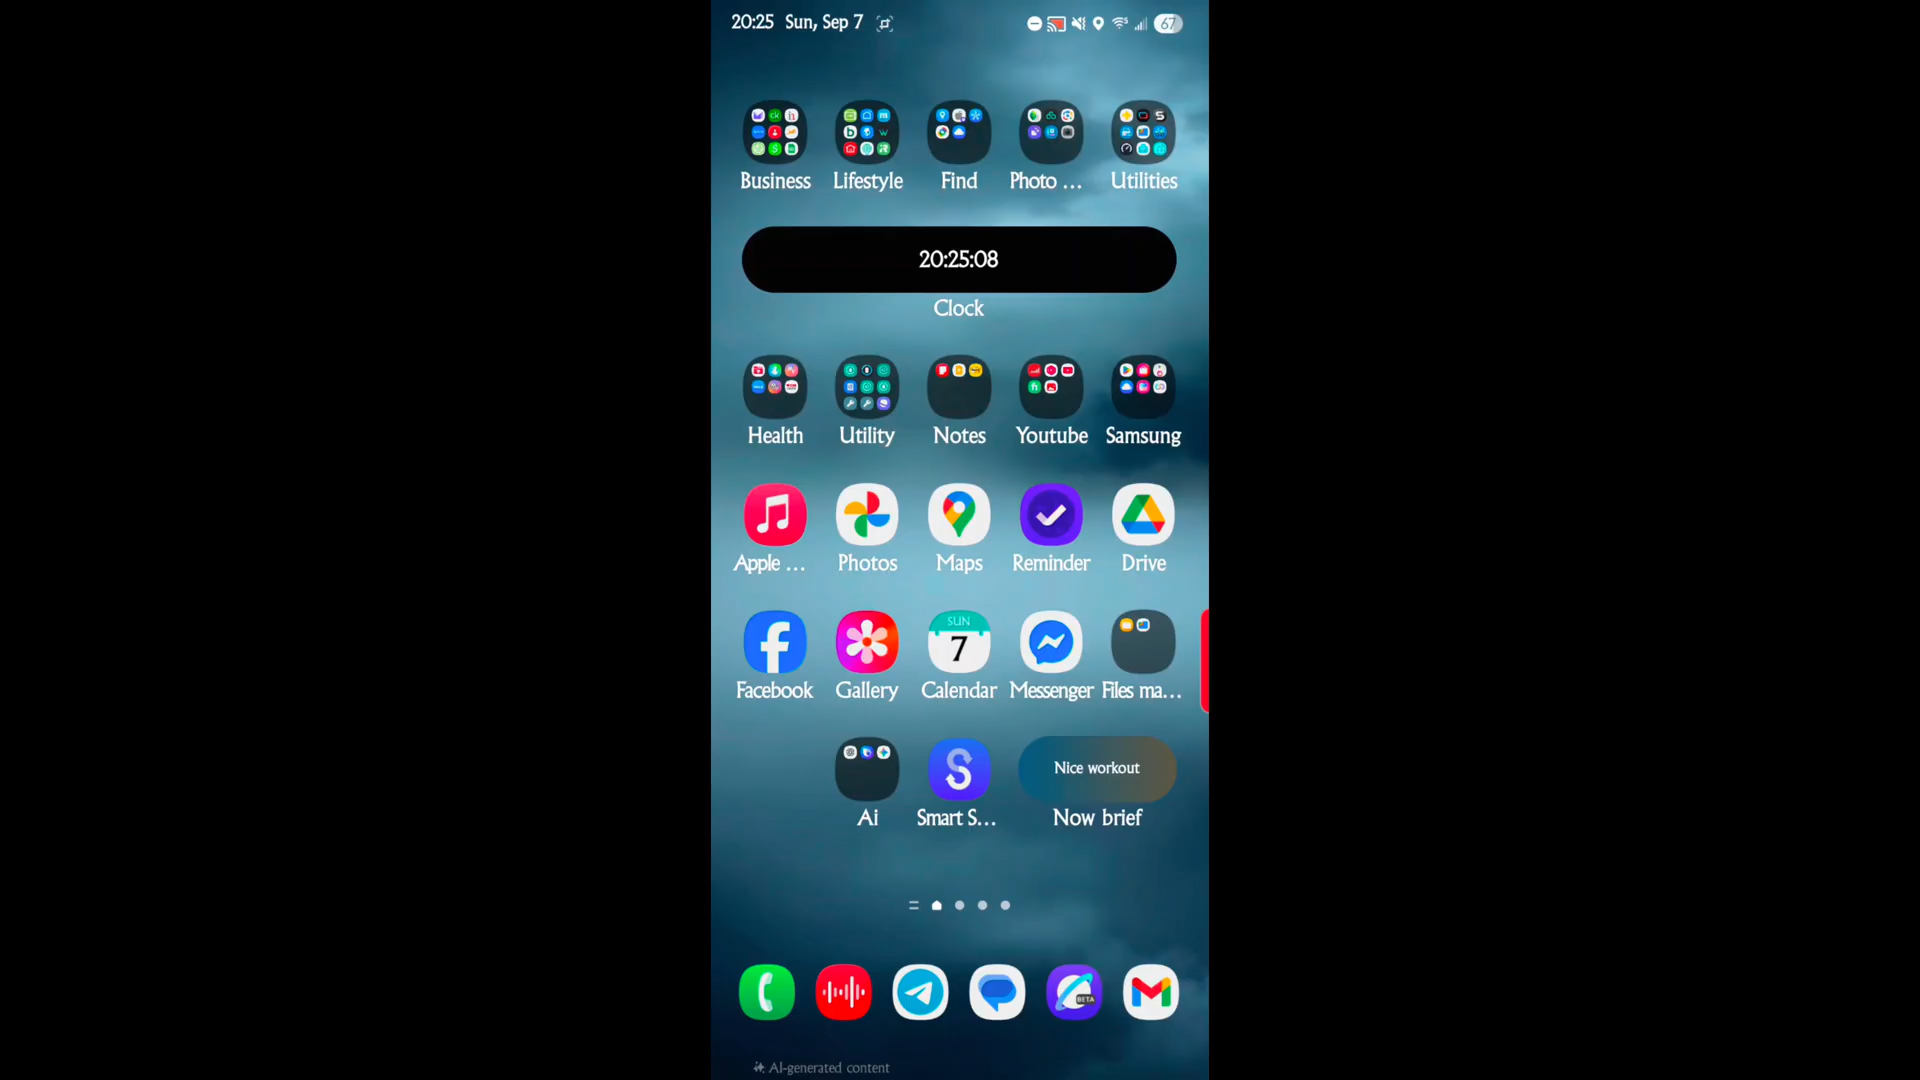 20:25 Sun, Sep 7
67
Business Lifestyle Find Photo ... Utilities
20:25:08
Clock
Health Utility Notes Youtube Samsung
Apple ... Photos Maps Reminder Drive
SUN
7
Facebook Gallery Calendar Messenger Files ma...
Nice workout
Ai Smart S... Now brief
BETA
AI-generated content